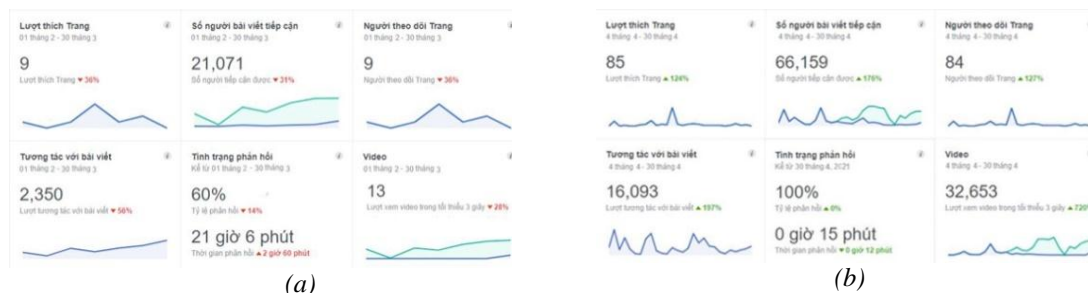 Lượt thích Trang
01 tháng 2 - 30 tháng 3
9
Lượt thích Trang ▼ 36%
Số người bài viết tiếp cận
01 tháng 2 - 30 tháng 3
21,071
Số người tiếp cận được ▼ 31%
Người theo dõi Trang
01 tháng 2 - 30 tháng 3
9
Người theo dõi Trang ▼ 36%
Tương tác với bài viết
01 tháng 2 - 30 tháng 3
2,350
Lượt tương tác với bài viết ▼ 56%
Tình trạng phản hồi
Kể từ 01 tháng 2 - 30 tháng 3
60%
Tỷ lệ phản hồi ▼ 14%
21 giờ 6 phút
Thời gian phản hồi ▲ 2 giờ 60 phút
Video
01 tháng 2 - 30 tháng 3
13
Lượt xem video trong tối thiểu 3 giây ▼ 28%
(a)
Lượt thích Trang
4 tháng 4 - 30 tháng 4
85
Lượt thích Trang ▲ 124%
Số người bài viết tiếp cận
4 tháng 4 - 30 tháng 4
66,159
Số người tiếp cận được ▲ 176%
Người theo dõi Trang
4 tháng 4 - 30 tháng 4
84
Người theo dõi Trang ▲ 127%
Tương tác với bài viết
4 tháng 4 - 30 tháng 4
16,093
Lượt tương tác với bài viết ▲ 197%
Tình trạng phản hồi
Kể từ 30 tháng 4, 2021
100%
Tỷ lệ phản hồi ▲ 0%
0 giờ 15 phút
Thời gian phản hồi ▼ 0 giờ 12 phút
Video
4 tháng 4 - 30 tháng 4
32,653
Lượt xem video trong tối thiểu 3 giây ▲ 720%
(b)